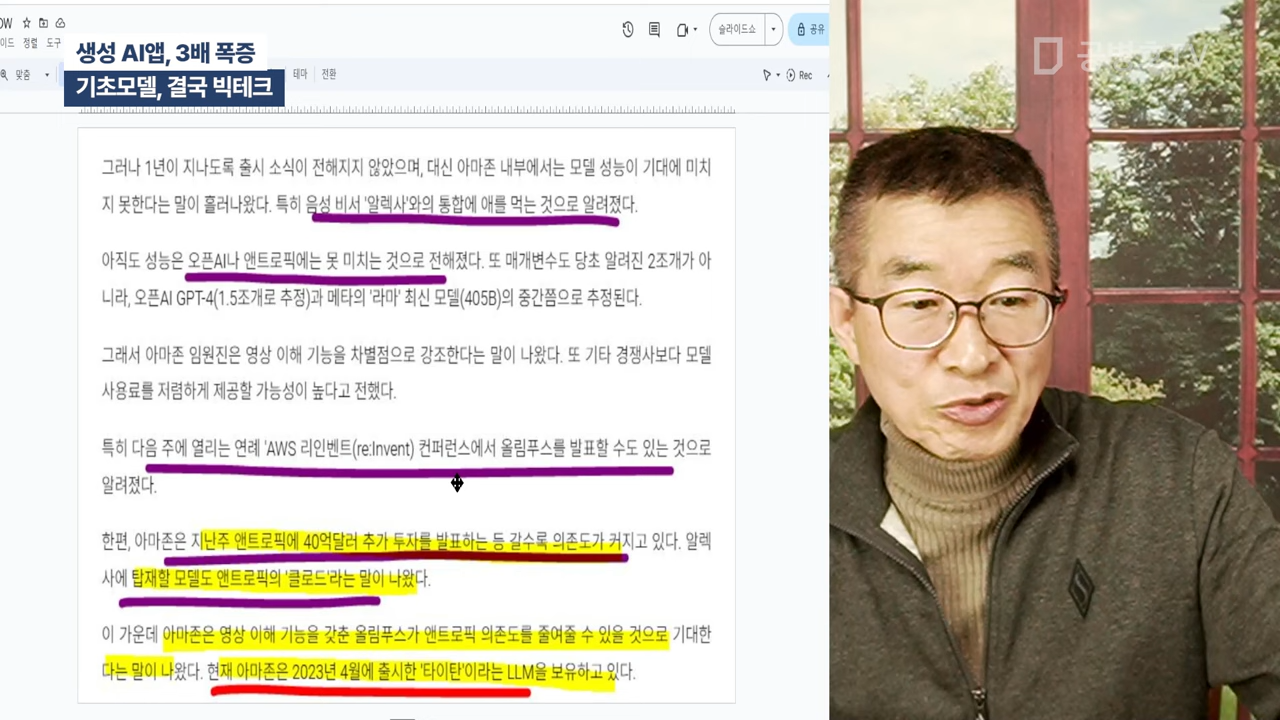 OW
이드 정렬 도구
생성 AI앱, 3배 폭증
기초모델, 결국 빅테크
맞춤
테마
전환
슬라이드쇼
공유
Rec
공병호TV
그러나 1년이 지나도록 출시 소식이 전해지지 않았으며, 대신 아마존 내부에서는 모델 성능이 기대에 미치
지 못한다는 말이 흘러나왔다. 특히 음성 비서 '알렉사'와의 통합에 애를 먹는 것으로 알려졌다.
아직도 성능은 오픈AI나 앤트로픽에는 못 미치는 것으로 전해졌다. 또 매개변수도 당초 알려진 2조개가 아
니라, 오픈AI GPT-4(1.5조개로 추정)과 메타의 '라마' 최신 모델(405B)의 중간쯤으로 추정된다.
그래서 아마존 임원진은 영상 이해 기능을 차별점으로 강조한다는 말이 나왔다. 또 기타 경쟁사보다 모델
사용료를 저렴하게 제공할 가능성이 높다고 전했다.
특히 다음 주에 열리는 연례 'AWS 리인벤트(re:Invent) 컨퍼런스에서 올림푸스를 발표할 수도 있는 것으로
알려졌다.
한편, 아마존은 지난주 앤트로픽에 40억달러 추가 투자를 발표하는 등 갈수록 의존도가 커지고 있다. 알렉
사에 탑재할 모델도 앤트로픽의 '클로드'라는 말이 나왔다.
이 가운데 아마존은 영상 이해 기능을 갖춘 올림푸스가 앤트로픽 의존도를 줄여줄 수 있을 것으로 기대한
다는 말이 나왔다. 현재 아마존은 2023년 4월에 출시한 '타이탄'이라는 LLM을 보유하고 있다.